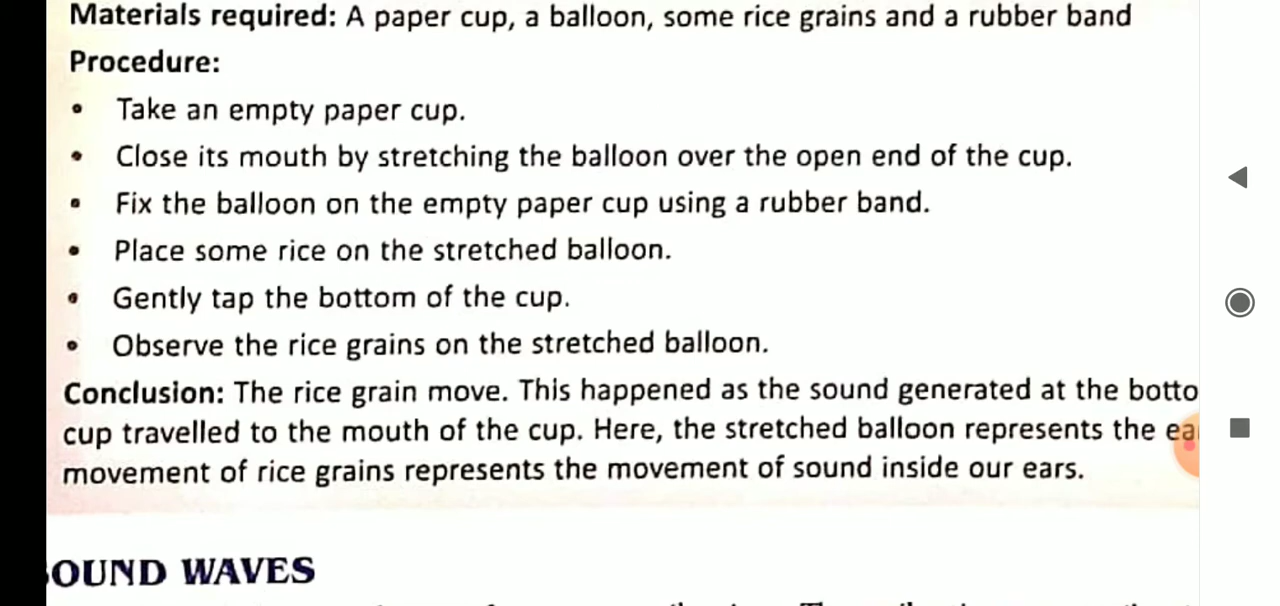 Materials required: A paper cup, a balloon, some rice grains and a rubber band
Procedure:
• Take an empty paper cup.
• Close its mouth by stretching the balloon over the open end of the cup.
• Fix the balloon on the empty paper cup using a rubber band.
• Place some rice on the stretched balloon.
• Gently tap the bottom of the cup.
• Observe the rice grains on the stretched balloon.
Conclusion: The rice grain move. This happened as the sound generated at the botto
cup travelled to the mouth of the cup. Here, the stretched balloon represents the
movement of rice grains represents the movement of sound inside our ears.
OUND WAVES